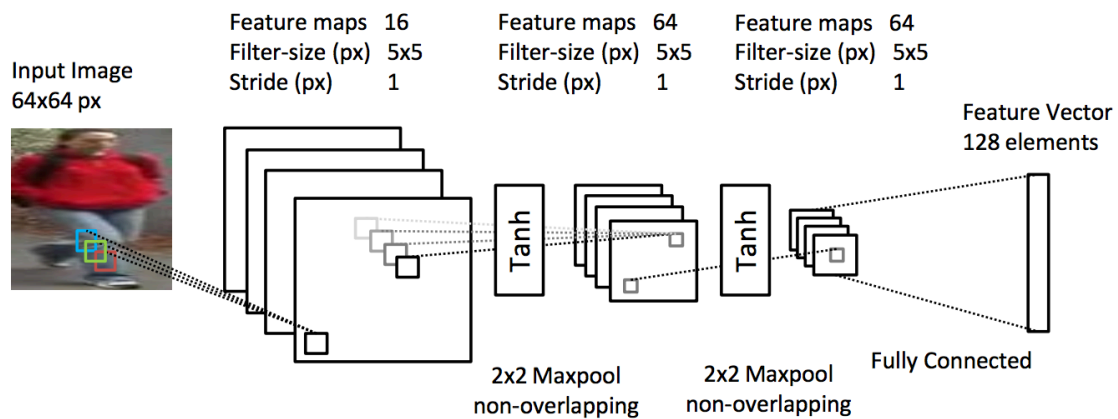 Feature maps 16
Filter-size (px) 5x5
Stride (px) 1
Feature maps 64
Filter-size (px) 5x5
Stride (px) 1
Feature maps 64
Filter-size (px) 5x5
Stride (px) 1
Input Image
64x64 px
Feature Vector
128 elements
Tanh
Tanh
2x2 Maxpool
non-overlapping
2x2 Maxpool
non-overlapping
Fully Connected